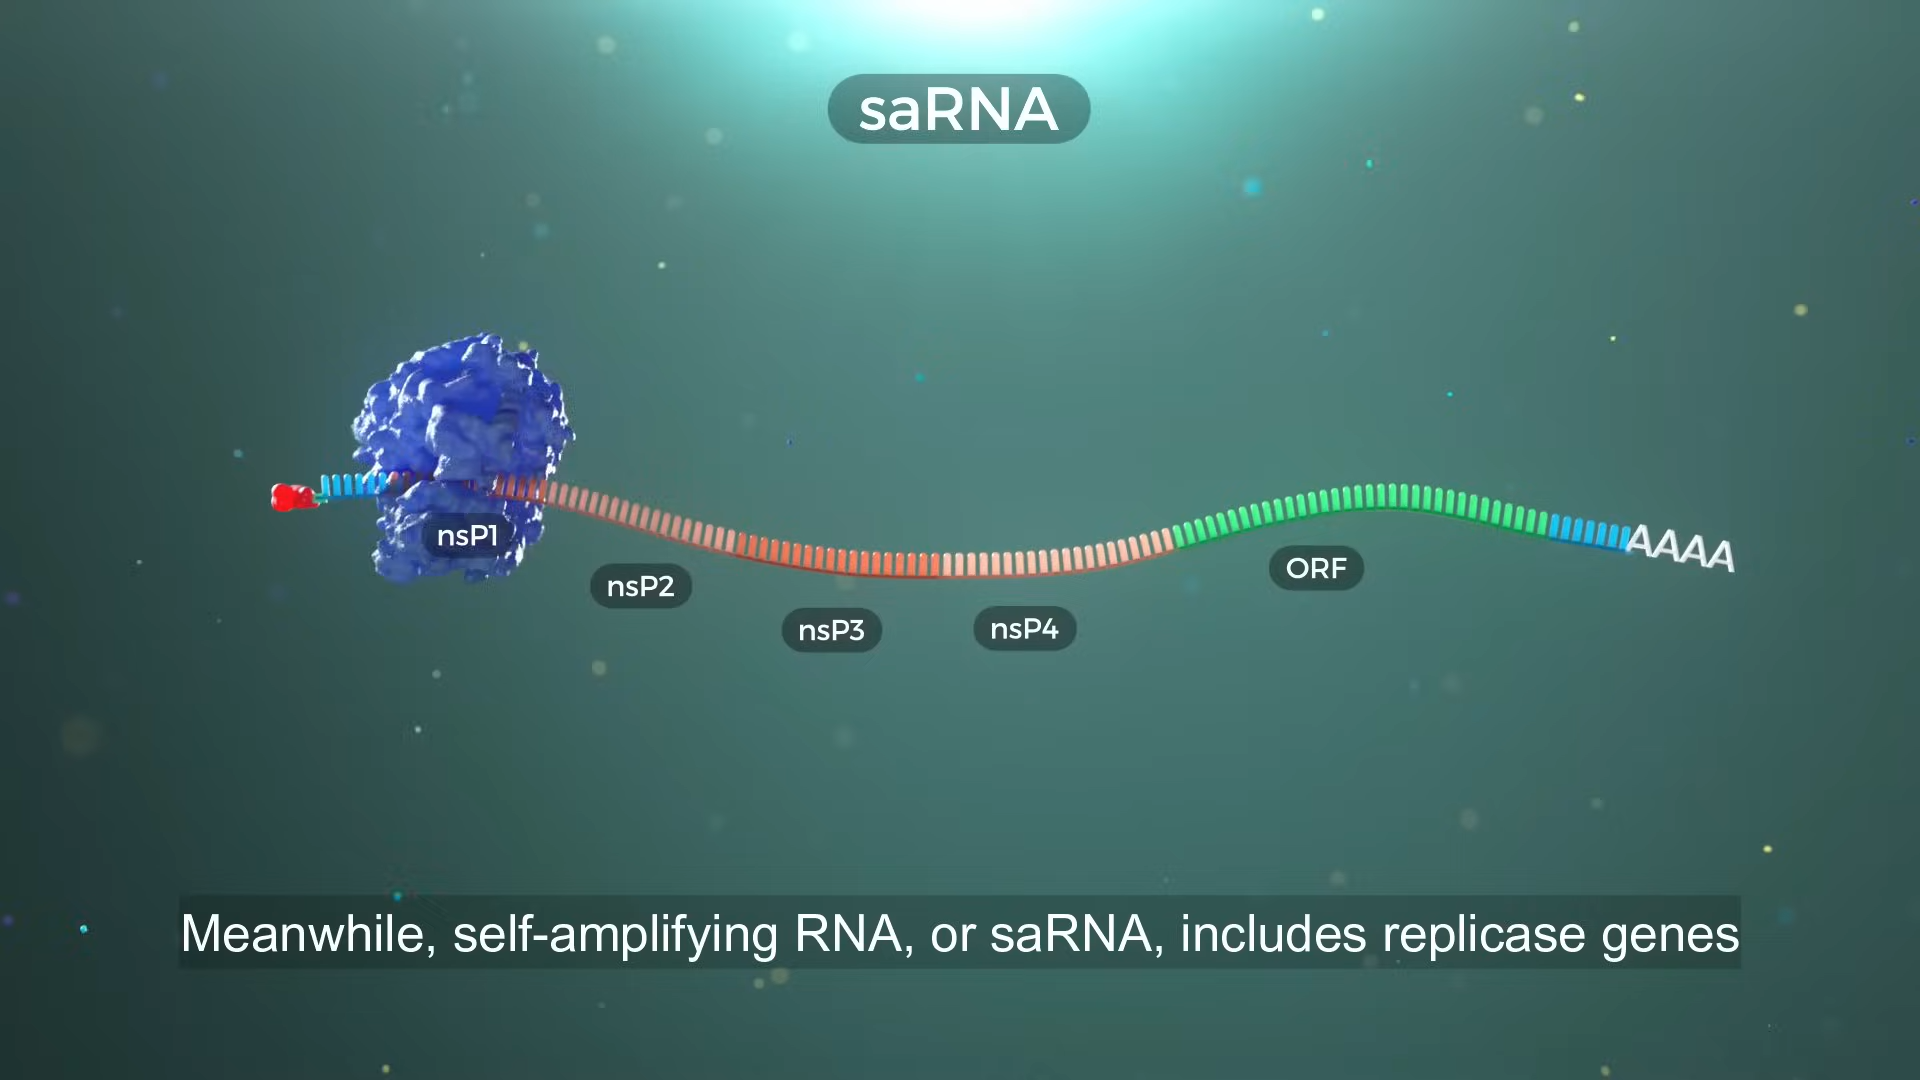 saRNA
nsP1
nsP2
nsP3
nsP4
ORF
AAAA
Meanwhile, self-amplifying RNA, or saRNA, includes replicase genes